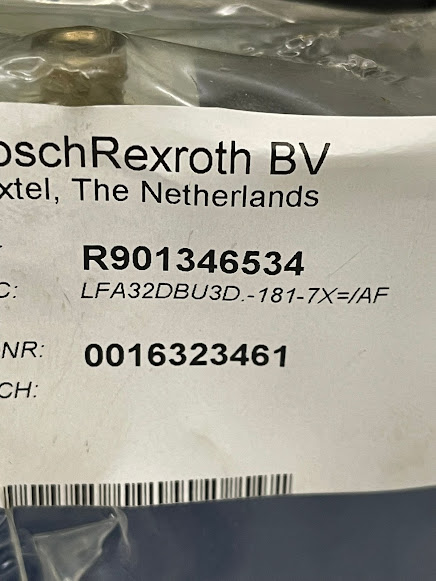 oschRexroth BV
xtel, The Netherlands
R901346534
C: LFA32DBU3D.-181-7X=/AF
NR: 0016323461
CH: